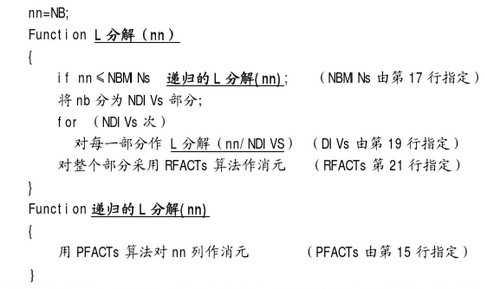 nn=NB;
Function L 分解（nn）
{
if nn≤NBMINs 递归的 L 分解(nn); （NBMINs 由第 17 行指定）
将 nb 分为 NDIVs 部分;
for （NDIVs 次）
对每一部分作 L 分解（nn/NDIVS） （DIVs 由第 19 行指定）
对整个部分采用 RFACTs 算法作消元 （RFACTs 第 21 行指定）
}
Function 递归的 L 分解(nn)
{
用 PFACTs 算法对 nn 列作消元 （PFACTs 由第 15 行指定）
}